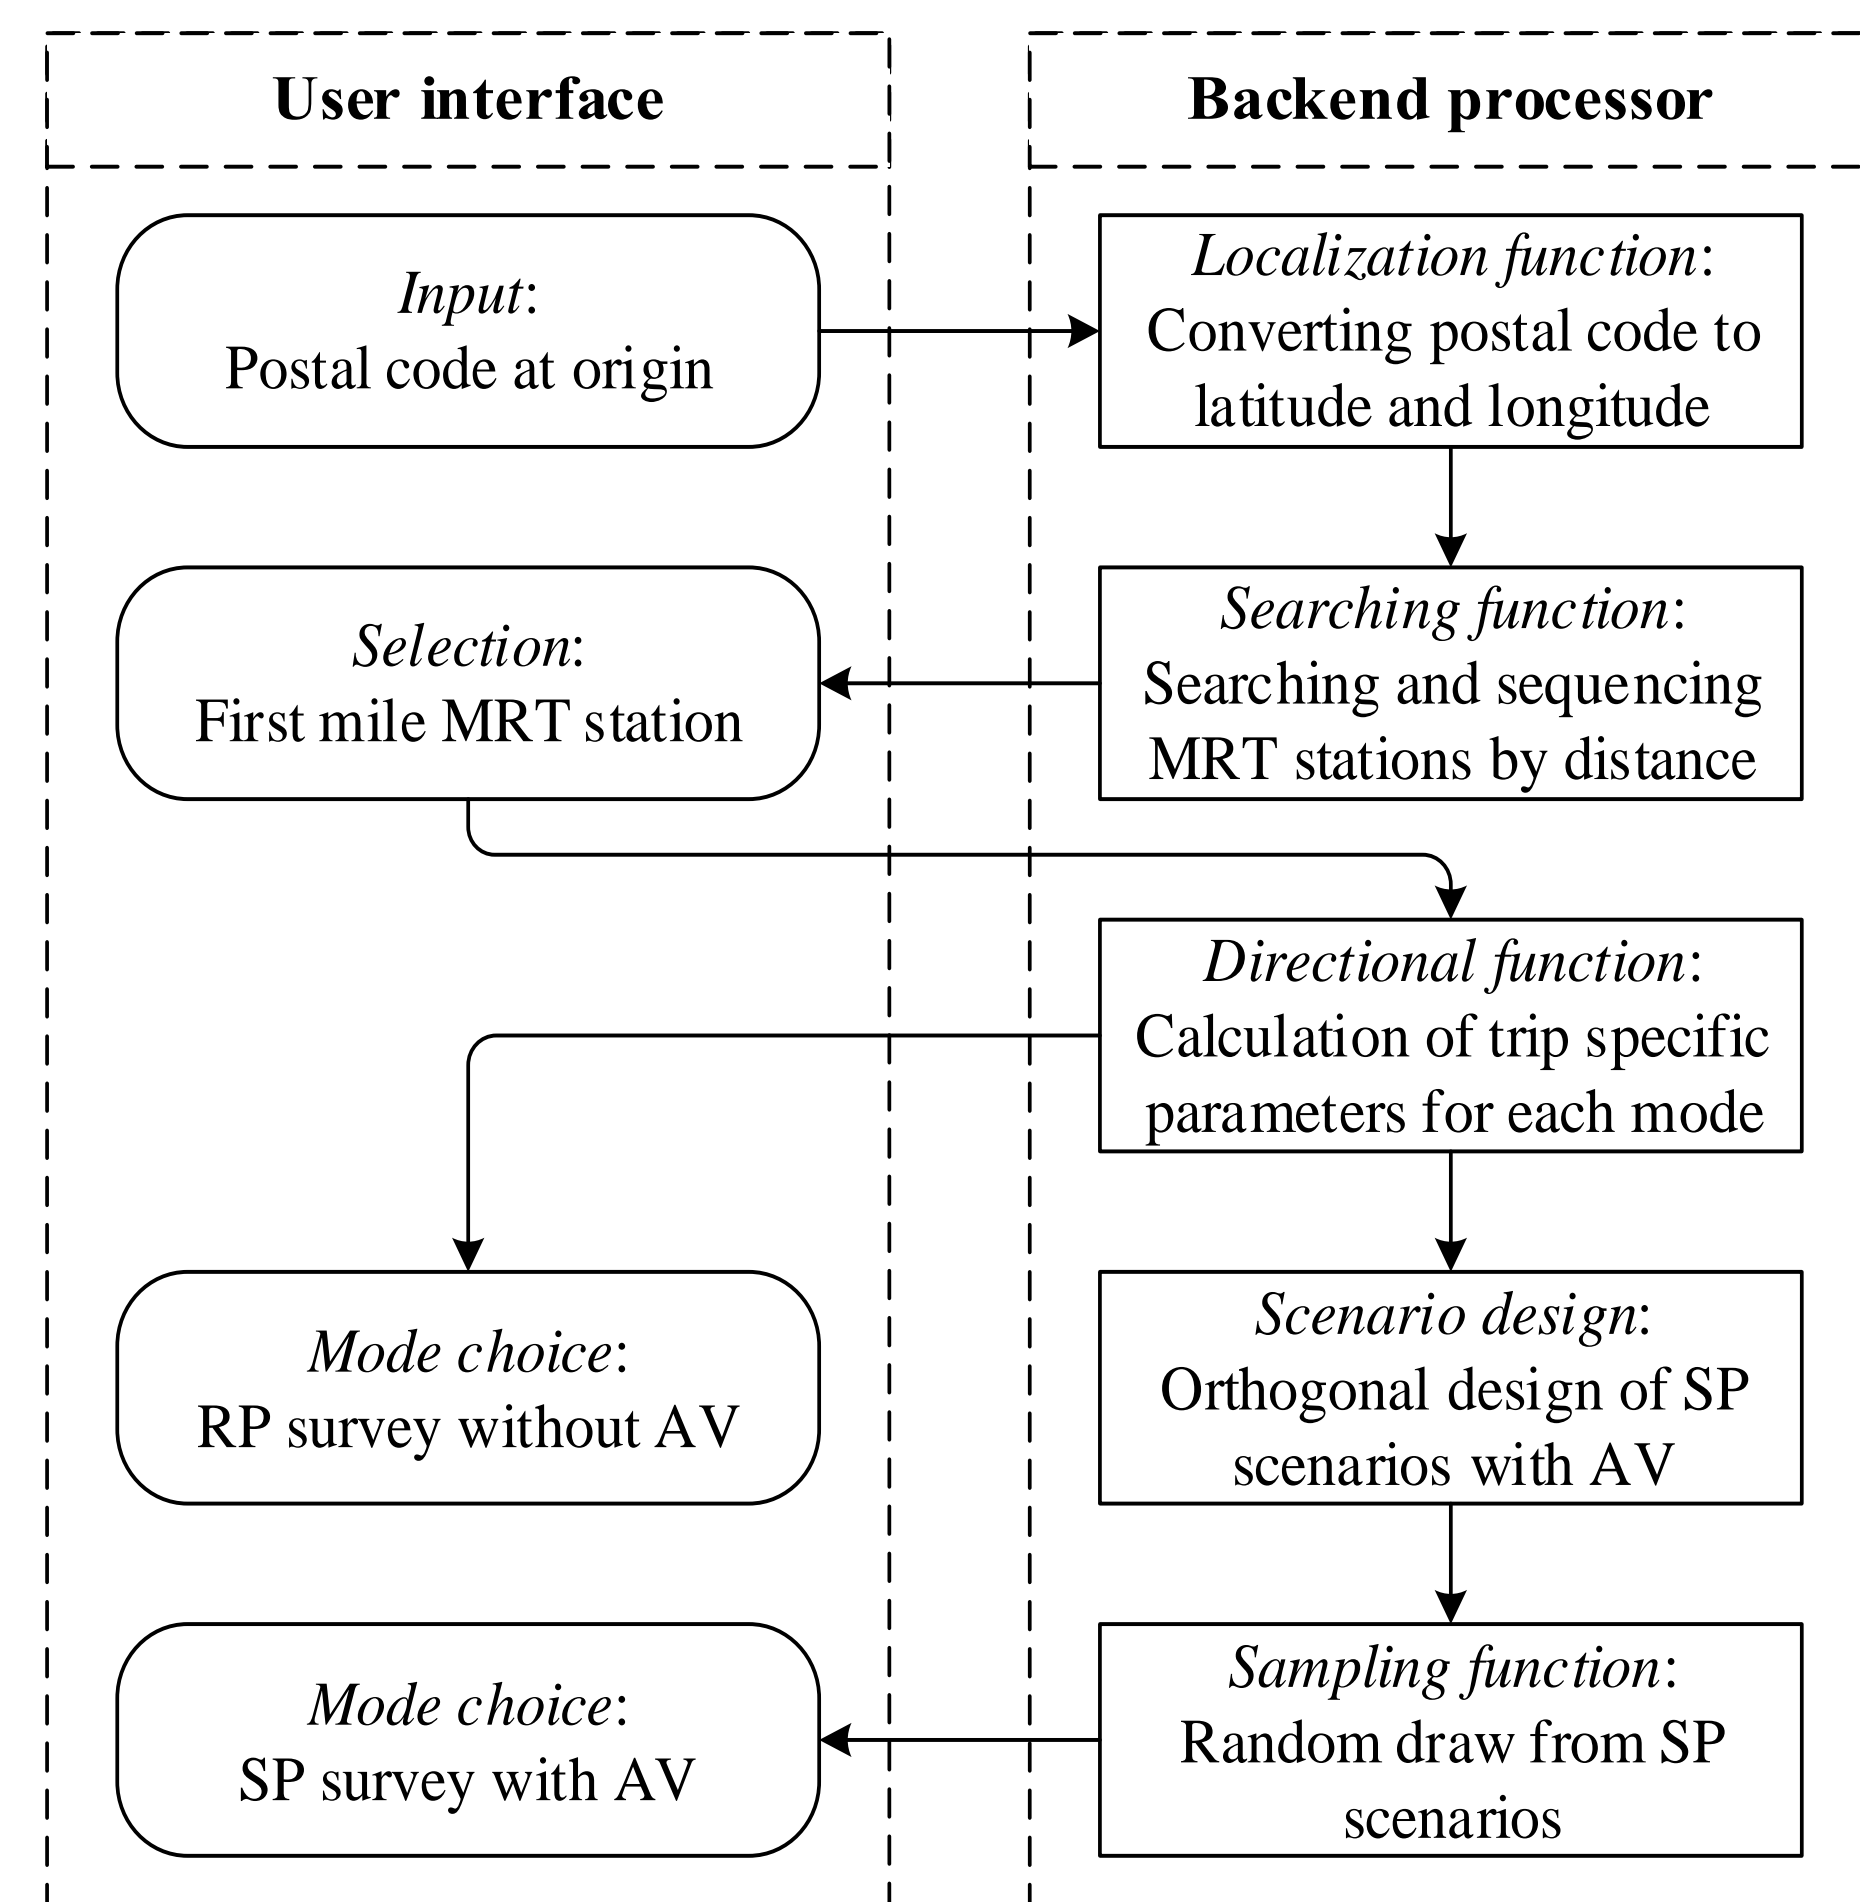 User interface
Backend processor
Input:
Postal code at origin
Localization function:
Converting postal code to
latitude and longitude
Selection:
First mile MRT station
Searching function:
Searching and sequencing
MRT stations by distance
Directional function:
Calculation of trip specific
parameters for each mode
Mode choice:
RP survey without AV
Scenario design:
Orthogonal design of SP
scenarios with AV
Mode choice:
SP survey with AV
Sampling function:
Random draw from SP
scenarios